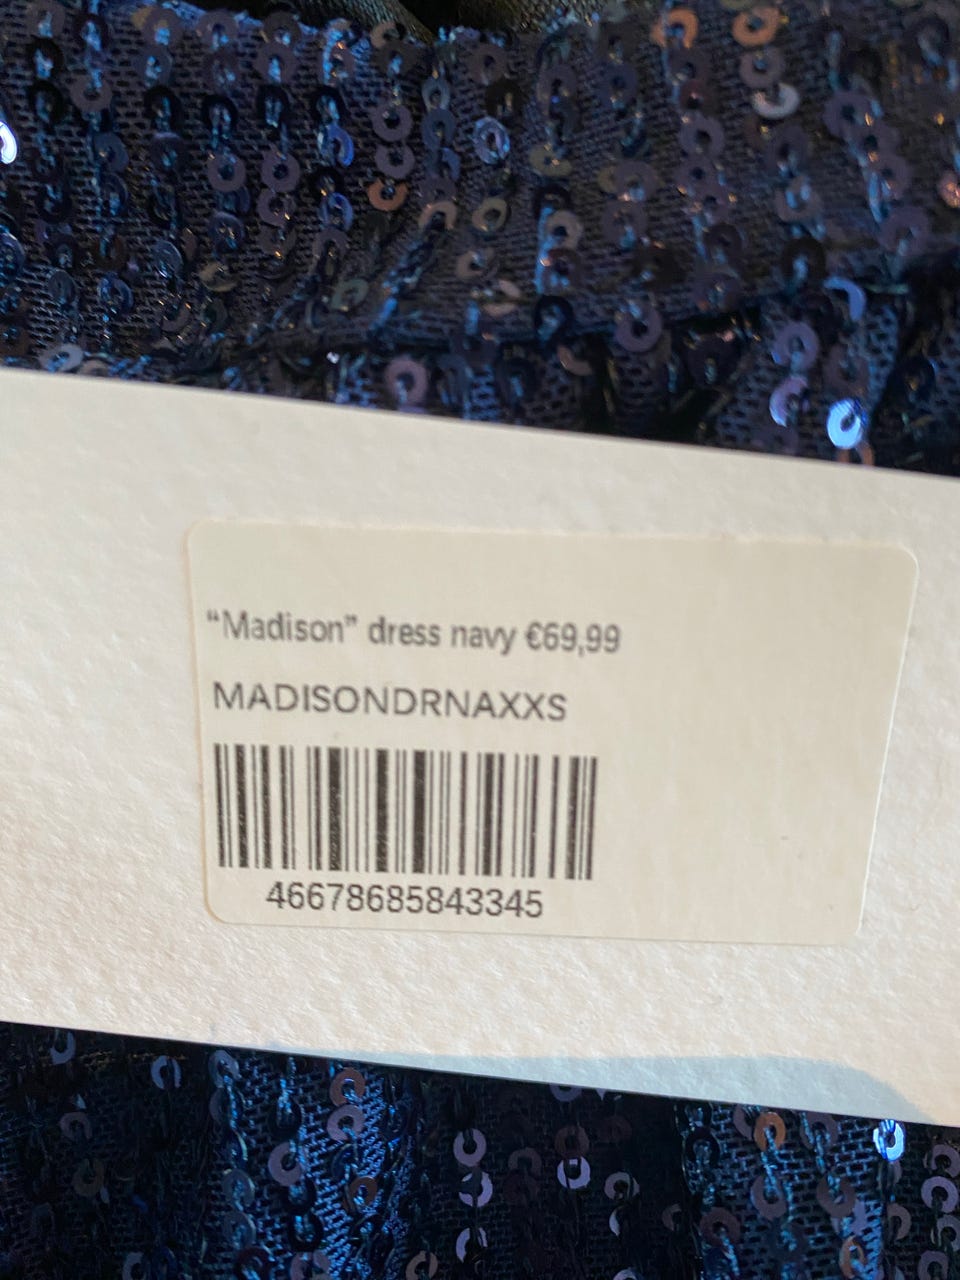 “Madison” dress navy €69,99
MADISONDRNAXXS
46678685843345